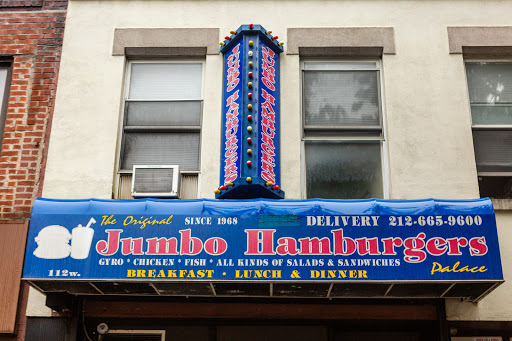 JUMBO HAMBURGERS
JUMBO HAMBURGERS
The Original SINCE 1968 DELIVERY 212-665-9600
Jumbo Hamburgers
GYRO * CHICKEN * FISH * ALL KINDS OF SALADS & SANDWICHES Palace
112w. BREAKFAST • LUNCH & DINNER